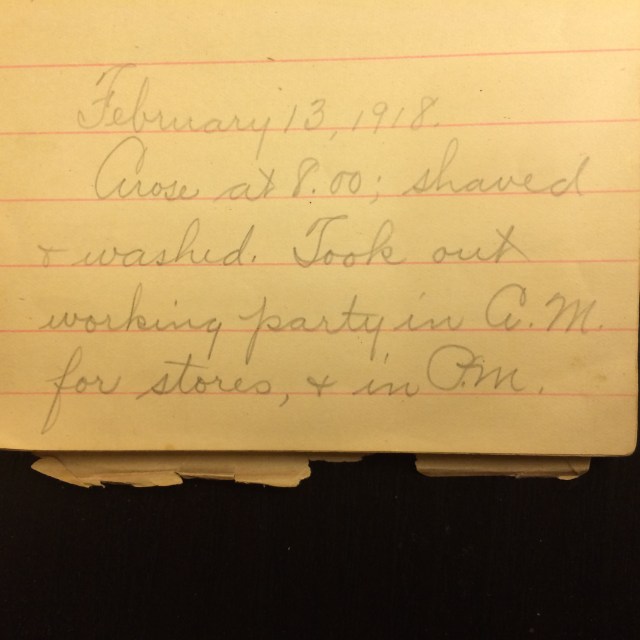 February 13, 1918.
Arose at 8.00; shaved
+ washed. Took out
working party in A.M.
for stores, + in P.M.